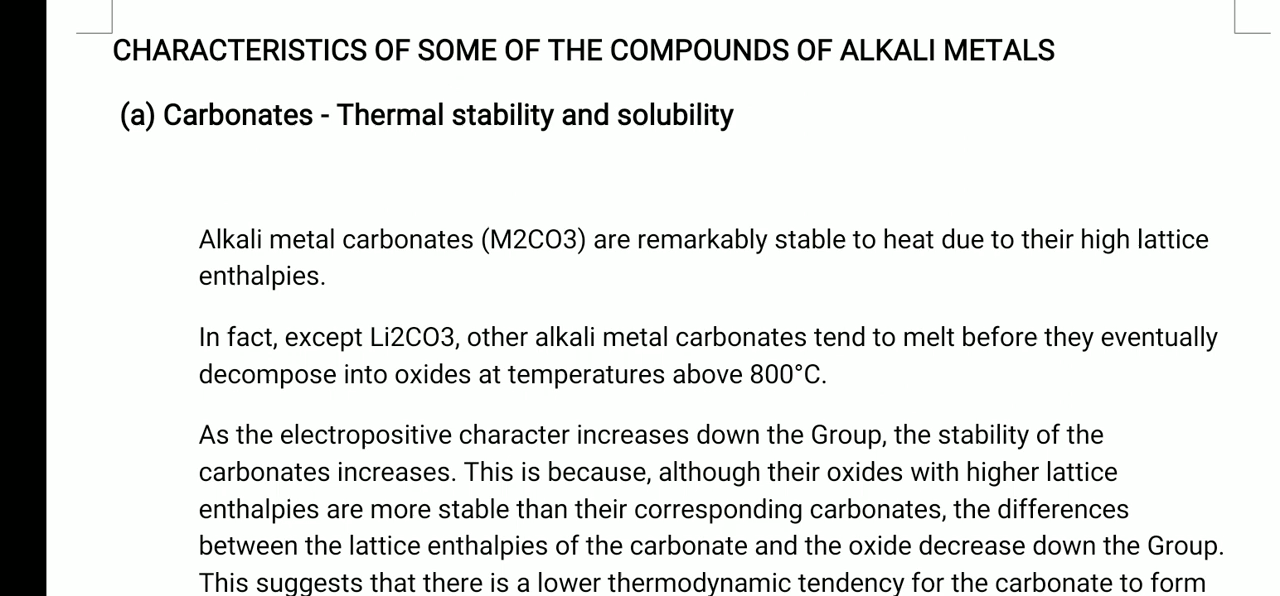 CHARACTERISTICS OF SOME OF THE COMPOUNDS OF ALKALI METALS
(a) Carbonates - Thermal stability and solubility
Alkali metal carbonates (M2CO3) are remarkably stable to heat due to their high lattice
enthalpies.
In fact, except Li2CO3, other alkali metal carbonates tend to melt before they eventually
decompose into oxides at temperatures above 800°C.
As the electropositive character increases down the Group, the stability of the
carbonates increases. This is because, although their oxides with higher lattice
enthalpies are more stable than their corresponding carbonates, the differences
between the lattice enthalpies of the carbonate and the oxide decrease down the Group.
This suggests that there is a lower thermodynamic tendency for the carbonate to form